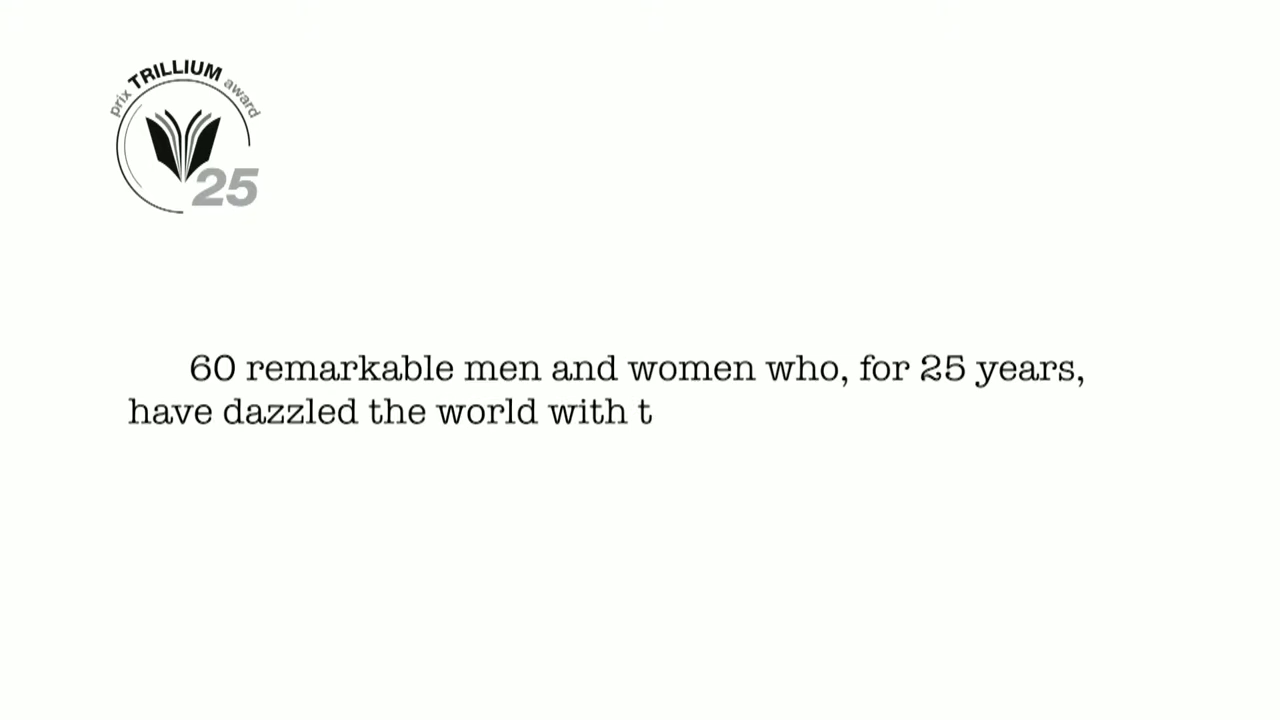 prix TRILLIUM award
25
60 remarkable men and women who, for 25 years,
have dazzled the world with t